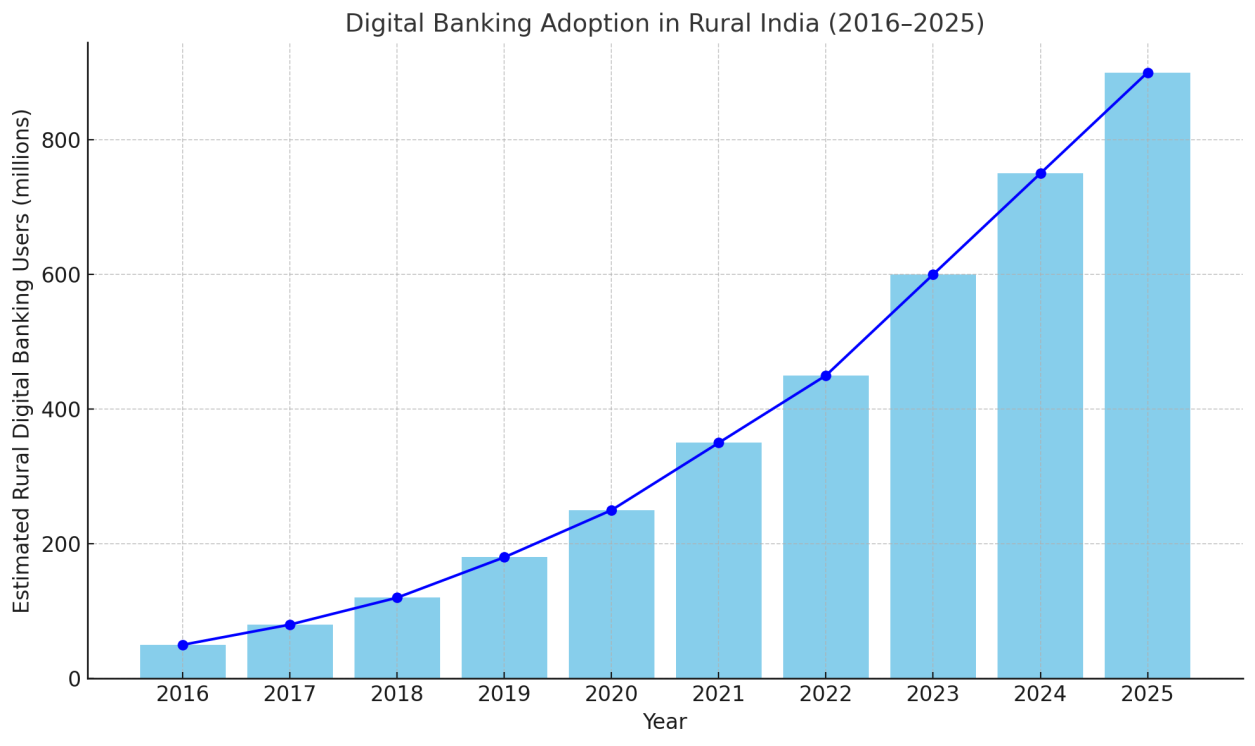 Digital Banking Adoption in Rural India (2016–2025)
Estimated Rural Digital Banking Users (millions)
800
600
400
200
0
2016 2017 2018 2019 2020 2021 2022 2023 2024 2025
Year